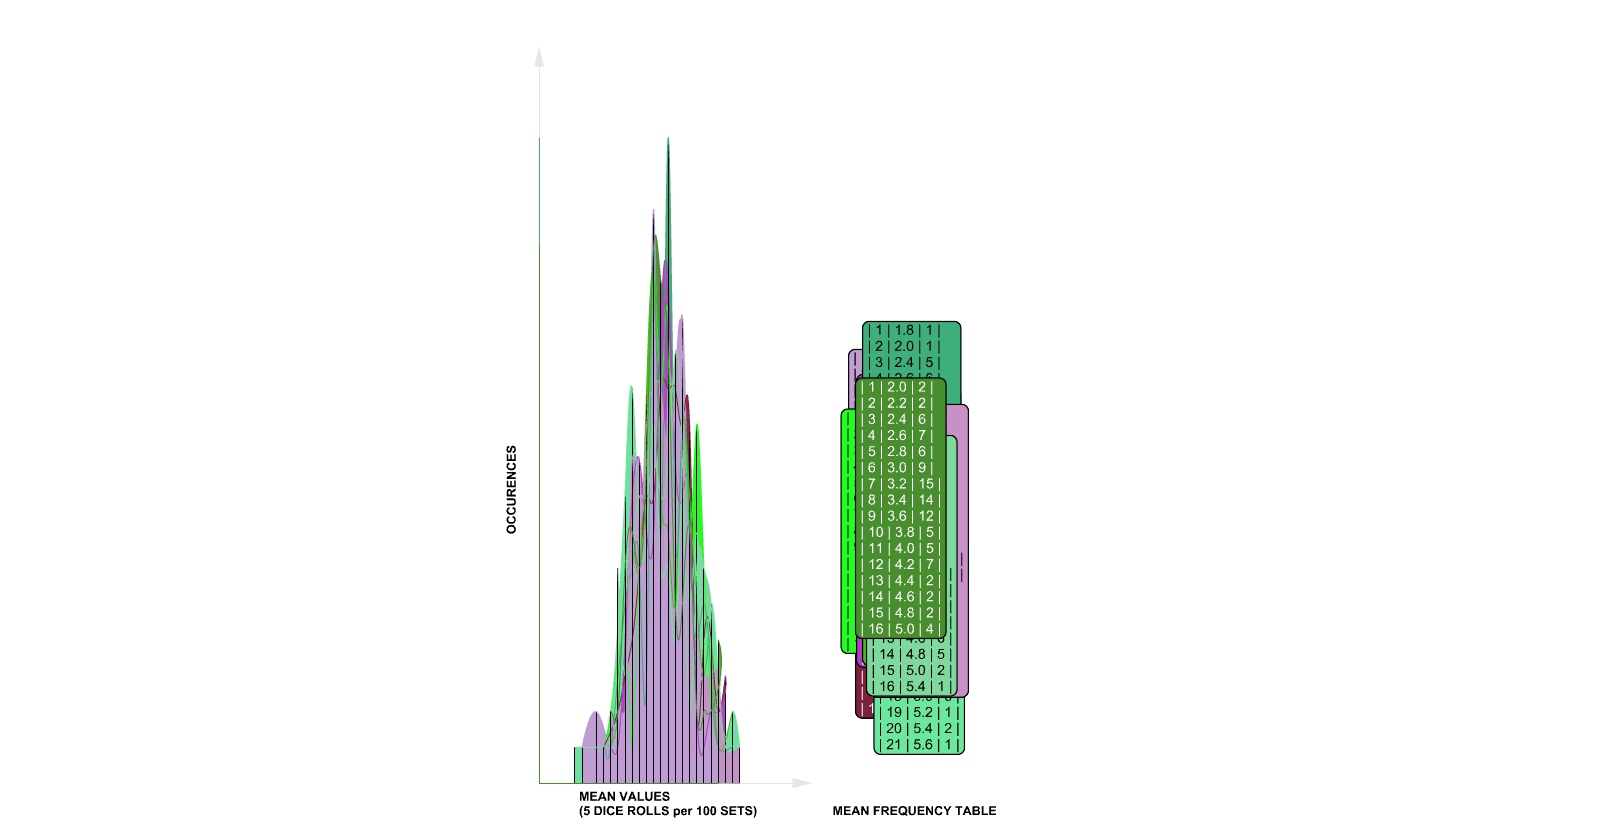 OCCURENCES
MEAN VALUES
(5 DICE ROLLS per 100 SETS)
| 1 | 1.8 | 1 |
| 2 | 2.0 | 1 |
| 3 | 2.4 | 5 |
| 1 | 2.0 | 2 |
| 2 | 2.2 | 2 |
| 3 | 2.4 | 6 |
| 4 | 2.6 | 7 |
| 5 | 2.8 | 6 |
| 6 | 3.0 | 9 |
| 7 | 3.2 | 15 |
| 8 | 3.4 | 14 |
| 9 | 3.6 | 12 |
| 10 | 3.8 | 5 |
| 11 | 4.0 | 5 |
| 12 | 4.2 | 7 |
| 13 | 4.4 | 2 |
| 14 | 4.6 | 2 |
| 15 | 4.8 | 2 |
| 16 | 5.0 | 4 |
| 14 | 4.8 | 5 |
| 15 | 5.0 | 2 |
| 16 | 5.4 | 1 |
| 19 | 5.2 | 1 |
| 20 | 5.4 | 2 |
| 21 | 5.6 | 1 |
MEAN FREQUENCY TABLE